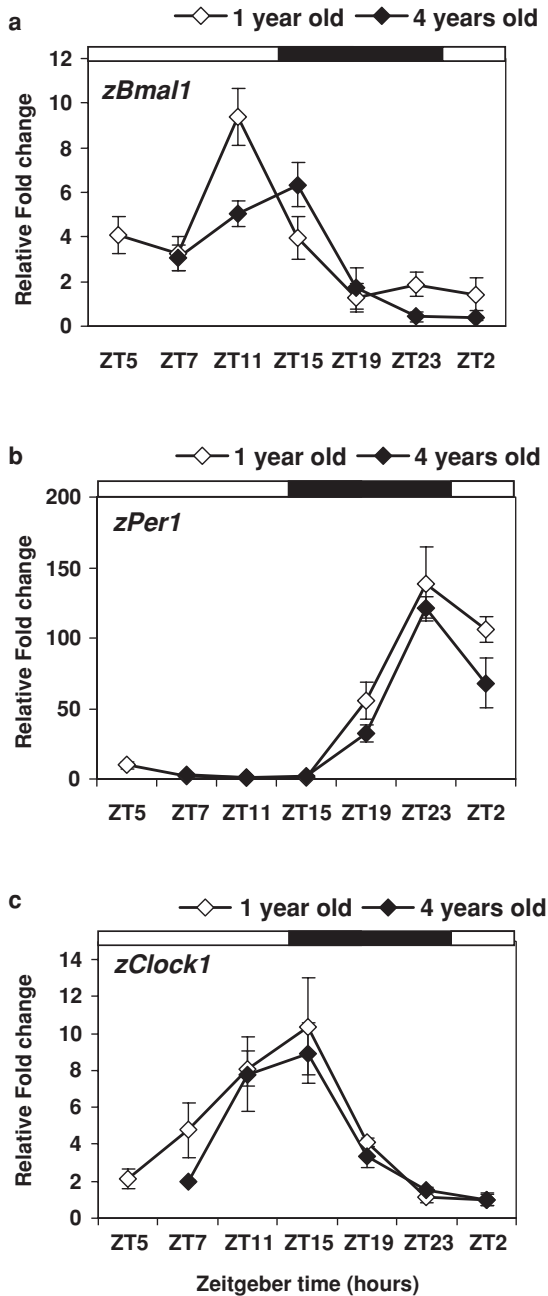 a
1 year old 4 years old
12
10
8
6
4
2
0
zBmal1
Relative Fold change
ZT5 ZT7 ZT11 ZT15 ZT19 ZT23 ZT2
b
1 year old 4 years old
200
150
100
50
0
zPer1
Relative Fold change
ZT5 ZT7 ZT11 ZT15 ZT19 ZT23 ZT2
c
1 year old 4 years old
14
12
10
8
6
4
2
0
zClock1
Relative Fold change
ZT5 ZT7 ZT11 ZT15 ZT19 ZT23 ZT2
Zeitgeber time (hours)